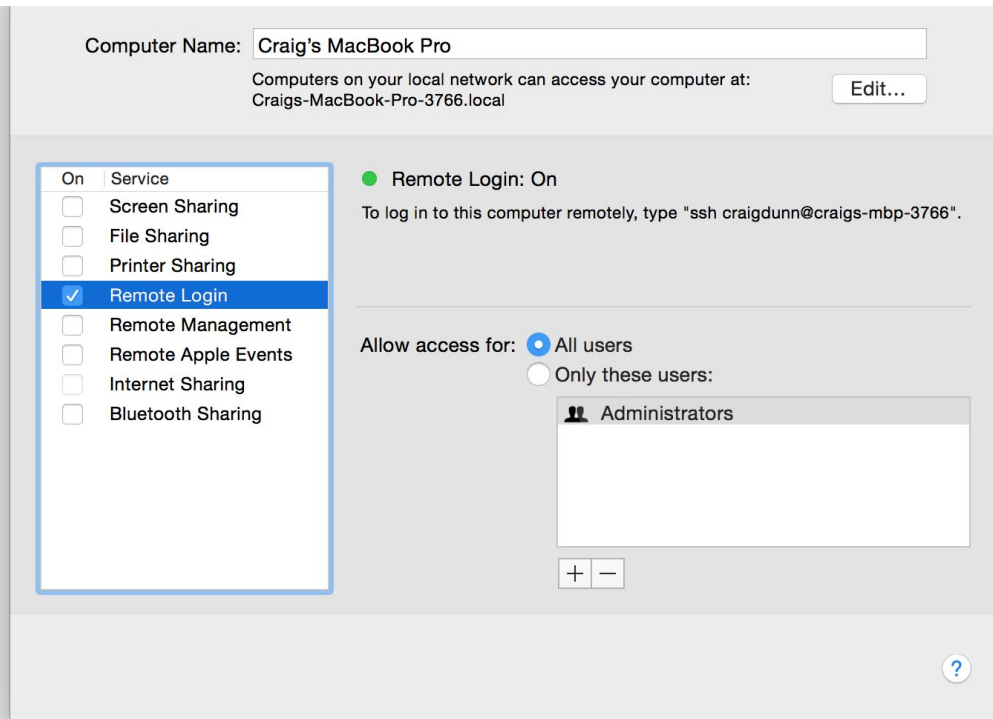 Computer Name: Craig's MacBook Pro
Computers on your local network can access your computer at:
Craigs-MacBook-Pro-3766.local
Edit...
On Service
Screen Sharing
File Sharing
Printer Sharing
Remote Login
Remote Management
Remote Apple Events
Internet Sharing
Bluetooth Sharing
Remote Login: On
To log in to this computer remotely, type "ssh craigdunn@craigs-mbp-3766".
Allow access for: All users
Only these users:
Administrators
+ −
?